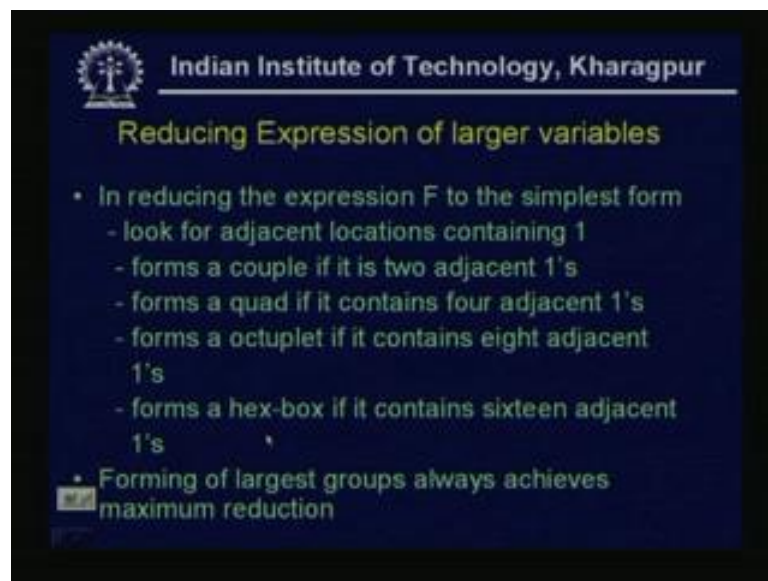 Indian Institute of Technology, Kharagpur
Reducing Expression of larger variables
• In reducing the expression F to the simplest form
- look for adjacent locations containing 1
- forms a couple if it is two adjacent 1's
- forms a quad if it contains four adjacent 1's
- forms a octuplet if it contains eight adjacent
1's
- forms a hex-box if it contains sixteen adjacent
1's
• Forming of largest groups always achieves
maximum reduction